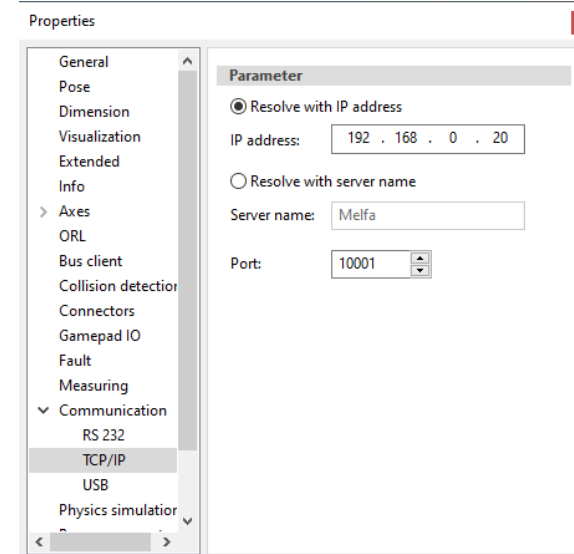 Properties
General
Pose
Dimension
Visualization
Extended
Info
Axes
ORL
Bus client
Collision detection
Connectors
Gamepad IO
Fault
Measuring
Communication
RS 232
TCP/IP
USB
Physics simulation
Parameter
Resolve with IP address
IP address: 192 . 168 . 0 . 20
Resolve with server name
Server name: Melfa
Port: 10001